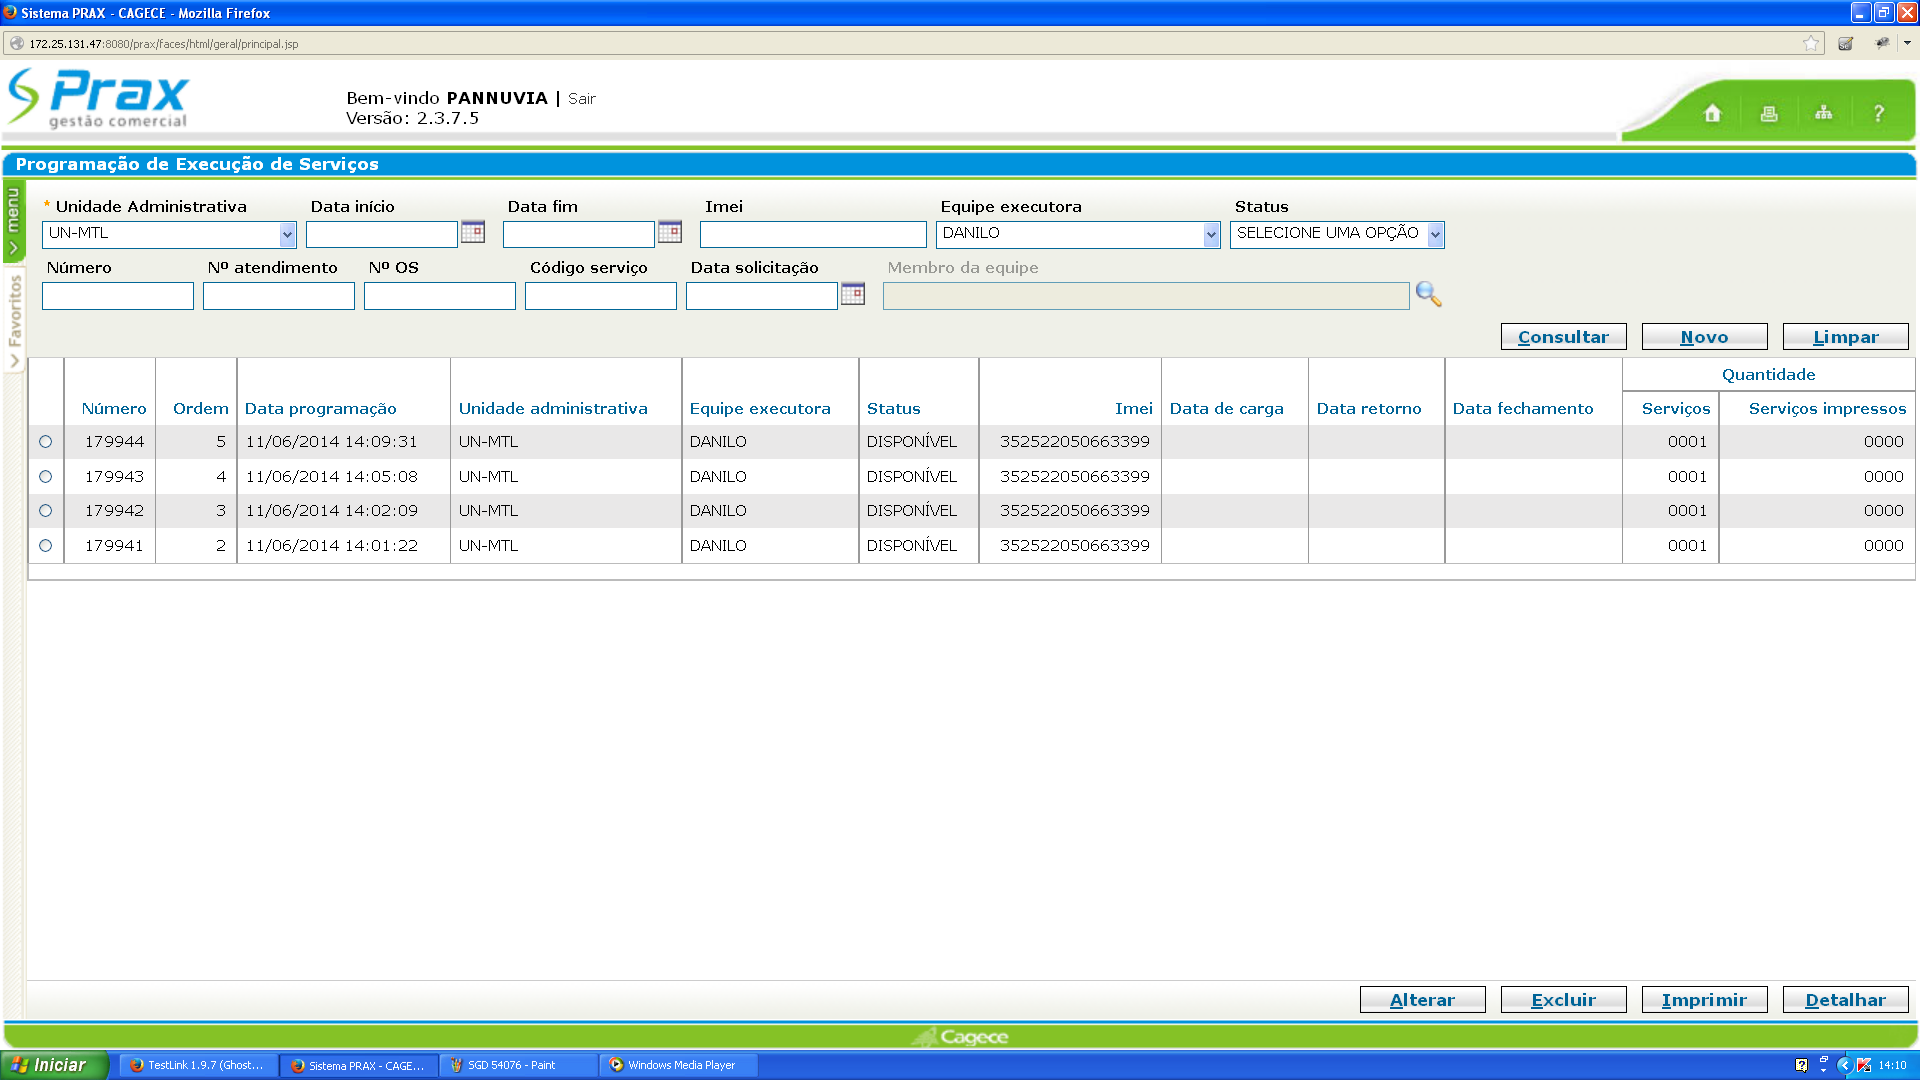 Sistema PRAX - CAGECE - Mozilla Firefox
172.25.131.47:8080/prax/faces/html/geral/principal.jsp
Prax
gestão comercial
Bem-vindo PANNUVIA | Sair
Versão: 2.3.7.5
?
Programação de Execução de Serviços
menu
Favoritos
* Unidade Administrativa Data início Data fim Imei Equipe executora Status
UN-MTL DANILO SELECIONE UMA OPÇÃO
Número Nº atendimento Nº OS Código serviço Data solicitação Membro da equipe
Consultar Novo Limpar
Quantidade
Número Ordem Data programação Unidade administrativa Equipe executora Status Imei Data de carga Data retorno Data fechamento Serviços Serviços impressos
179944 5 11/06/2014 14:09:31 UN-MTL DANILO DISPONÍVEL 352522050663399 0001 0000
179943 4 11/06/2014 14:05:08 UN-MTL DANILO DISPONÍVEL 352522050663399 0001 0000
179942 3 11/06/2014 14:02:09 UN-MTL DANILO DISPONÍVEL 352522050663399 0001 0000
179941 2 11/06/2014 14:01:22 UN-MTL DANILO DISPONÍVEL 352522050663399 0001 0000
Alterar Excluir Imprimir Detalhar
Cagece
Iniciar TestLink 1.9.7 (Ghost... Sistema PRAX - CAGE... SGD 54076 - Paint Windows Media Player 14:10